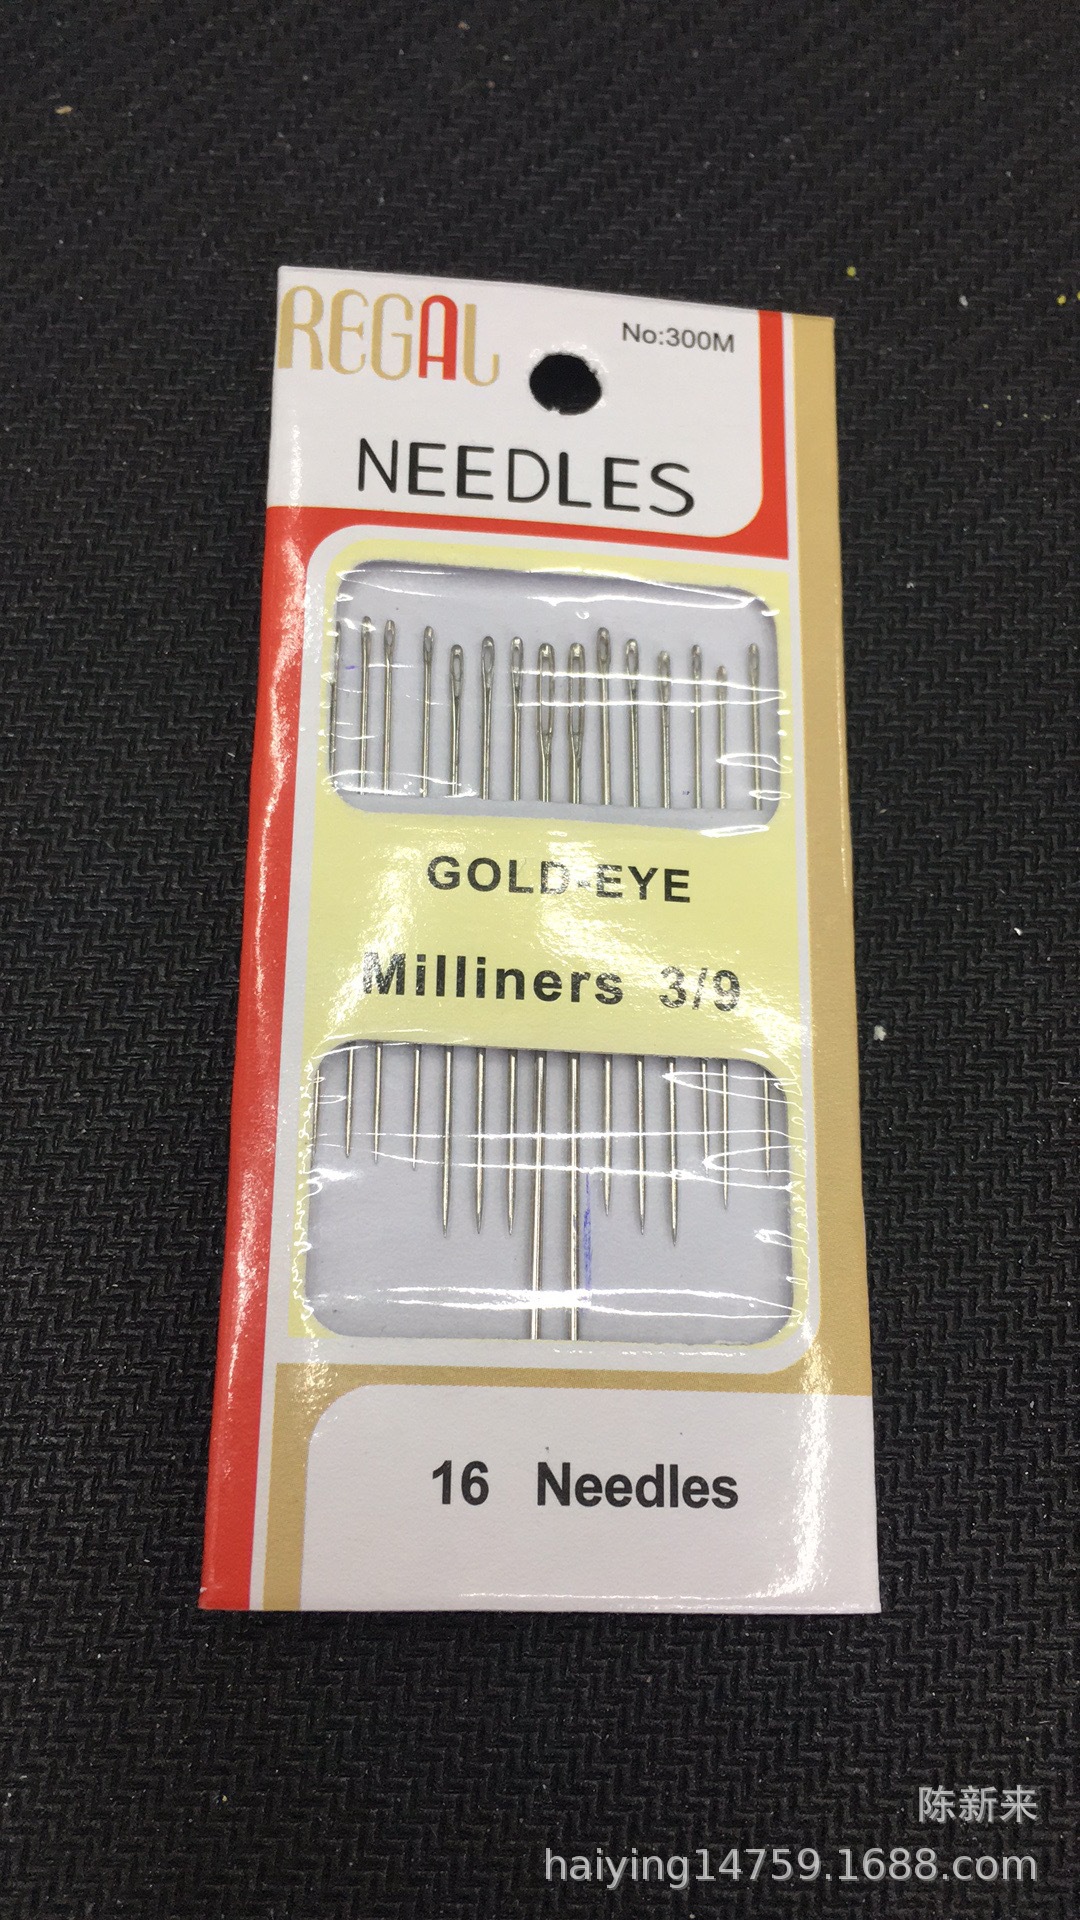 REGAL
No:300M
NEEDLES
GOLD-EYE
Milliners 3/9
16 Needles
陈新来
haiying14759.1688.com